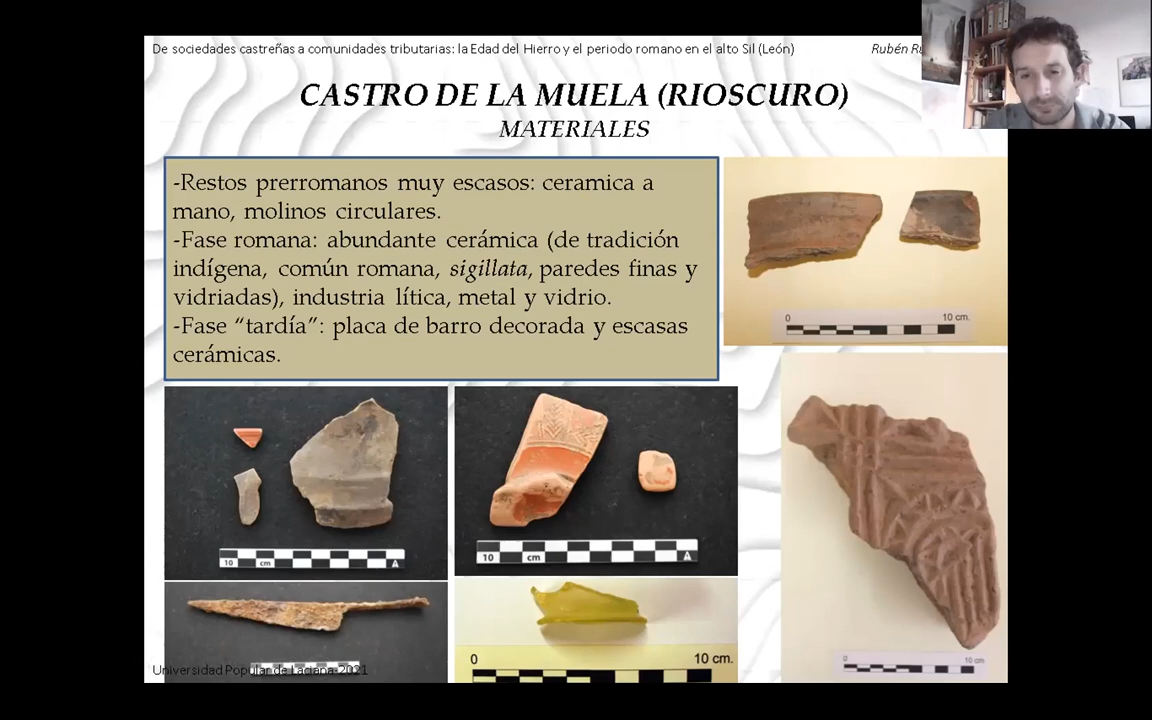 De sociedades castreñas a comunidades tributarias: la Edad del Hierro y el periodo romano en el alto Sil (León)
Rubén
CASTRO DE LA MUELA (RIOSCURO)
MATERIALES
-Restos prerromanos muy escasos: ceramica a
mano, molinos circulares.
-Fase romana: abundante cerámica (de tradición
indígena, común romana, sigillata, paredes finas y
vidriadas), industria lítica, metal y vidrio.
-Fase “tardía”: placa de barro decorada y escasas
cerámicas.
0 10 cm.
10 cm A
10 cm A
0 10 cm.
0 10 cm
Universidad Popular de Laciana-2021